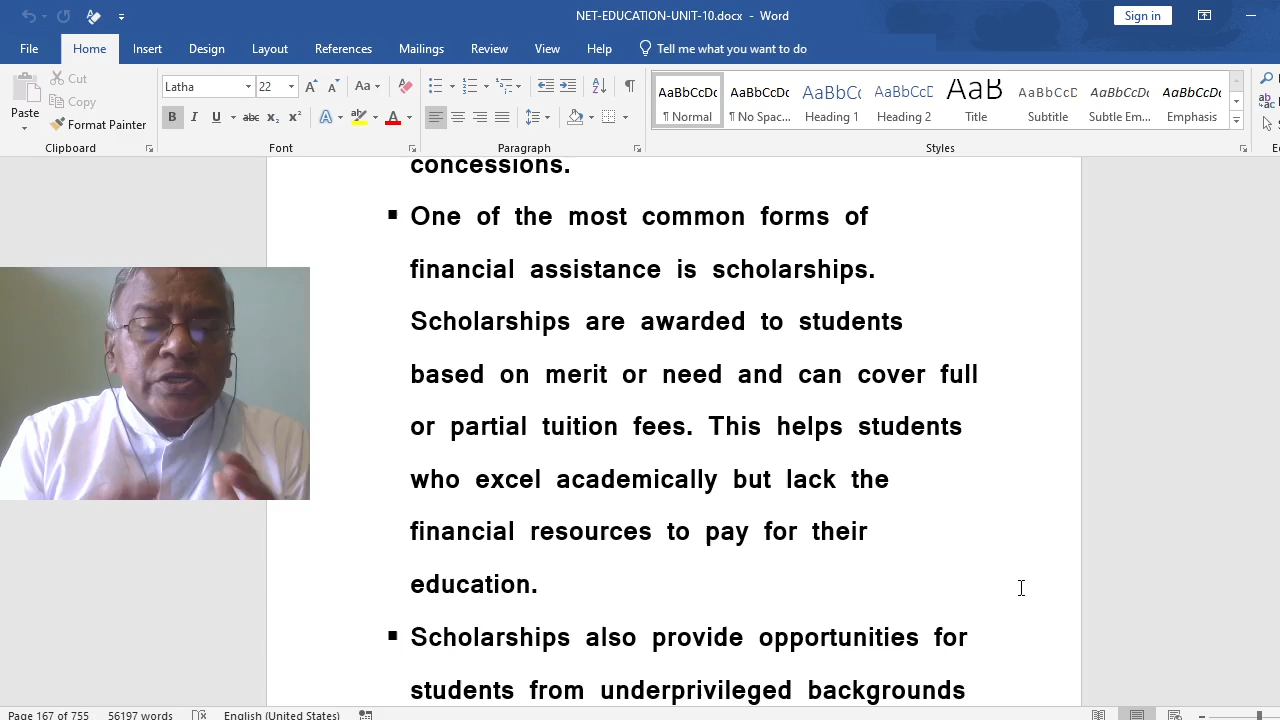 NET-EDUCATION-UNIT-10.docx - Word
Sign in
File Home Insert Design Layout References Mailings Review View Help Tell me what you want to do
Cut
Copy
Paste
Format Painter
Latha 22
Clipboard Font Paragraph Styles
AaBbCcDc AaBbCcDc AaBbCc AaBbCcD AaB AaBbCcD AaBbCcDc AaBbCcDc
¶ Normal ¶ No Spac... Heading 1 Heading 2 Title Subtitle Subtle Em... Emphasis
concessions.
▪ One of the most common forms of
financial assistance is scholarships.
Scholarships are awarded to students
based on merit or need and can cover full
or partial tuition fees. This helps students
who excel academically but lack the
financial resources to pay for their
education.
▪ Scholarships also provide opportunities for
students from underprivileged backgrounds
Page 167 of 755 56197 words English (United States)